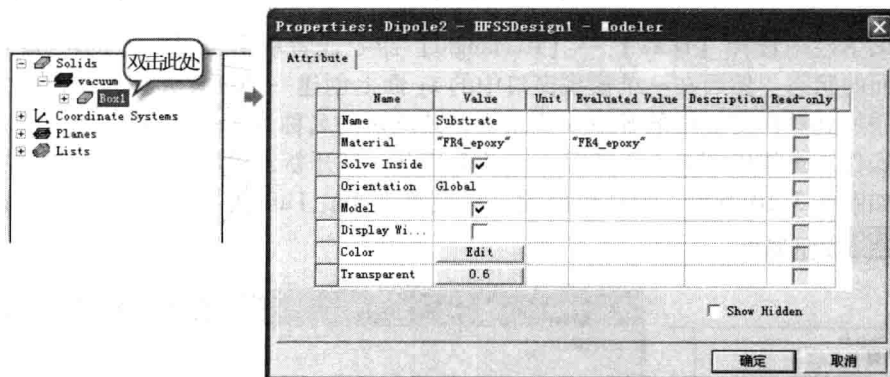 Solids
vacuum
Box1
Coordinate Systems
Planes
Lists
双击此处
Properties: Dipole2 - HFSSDesign1 - Modeler
Attribute
Name Value Unit Evaluated Value Description Read-only
Name Substrate
Material "FR4_epoxy" "FR4_epoxy"
Solve Inside
Orientation Global
Model
Display Wi...
Color Edit
Transparent 0.6
Show Hidden
确定 取消